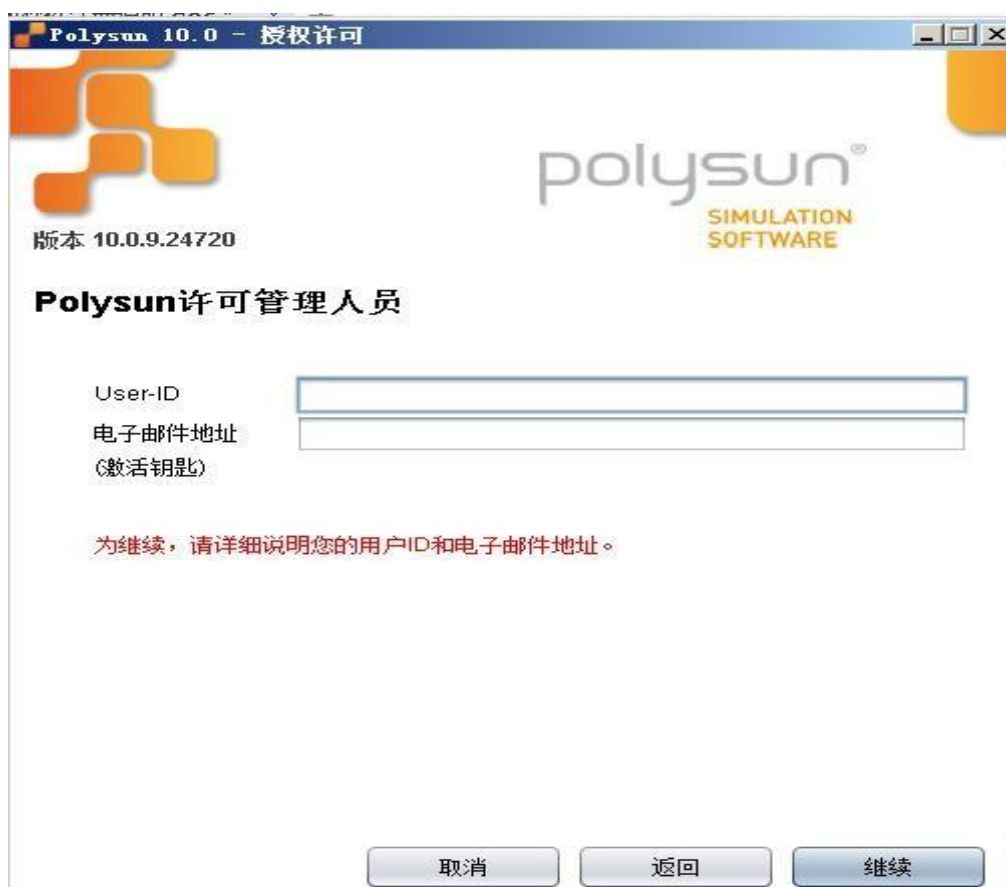 Polysun 10.0 - 授权许可
polysun®
SIMULATION
SOFTWARE
版本 10.0.9.24720
Polysun许可管理人员
User-ID
电子邮件地址
(激活钥匙)
为继续，请详细说明您的用户ID和电子邮件地址。
取消
返回
继续